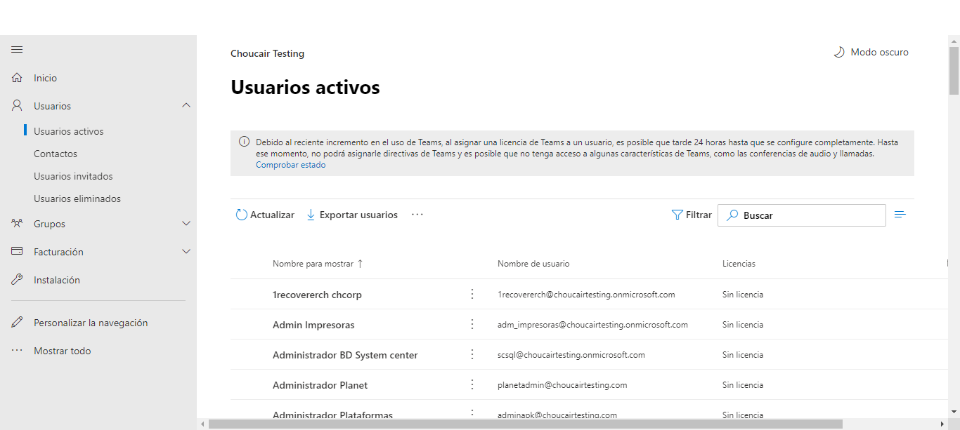 Choucair Testing
Modo oscuro
Usuarios activos
Inicio
Usuarios
Usuarios activos
Contactos
Usuarios invitados
Usuarios eliminados
Grupos
Facturación
Instalación
Personalizar la navegación
Mostrar todo
Debido al reciente incremento en el uso de Teams, al asignar una licencia de Teams a un usuario, es posible que tarde 24 horas hasta que se configure completamente. Hasta
ese momento, no podrá asignarle directivas de Teams y es posible que no tenga acceso a algunas características de Teams, como las conferencias de audio y llamadas.
Comprobar estado
Actualizar Exportar usuarios ··· Filtrar Buscar
Nombre para mostrar ↑ Nombre de usuario Licencias
1recovererch chcorp 1recovererch@choucairtesting.onmicrosoft.com Sin licencia
Admin Impresoras adm_impresoras@choucairtesting.onmicrosoft.com Sin licencia
Administrador BD System center scsql@choucairtesting.onmicrosoft.com Sin licencia
Administrador Planet planetadmin@choucairtesting.com Sin licencia
Administrador Plataformas adminapk@choucairtesting.com Sin licencia